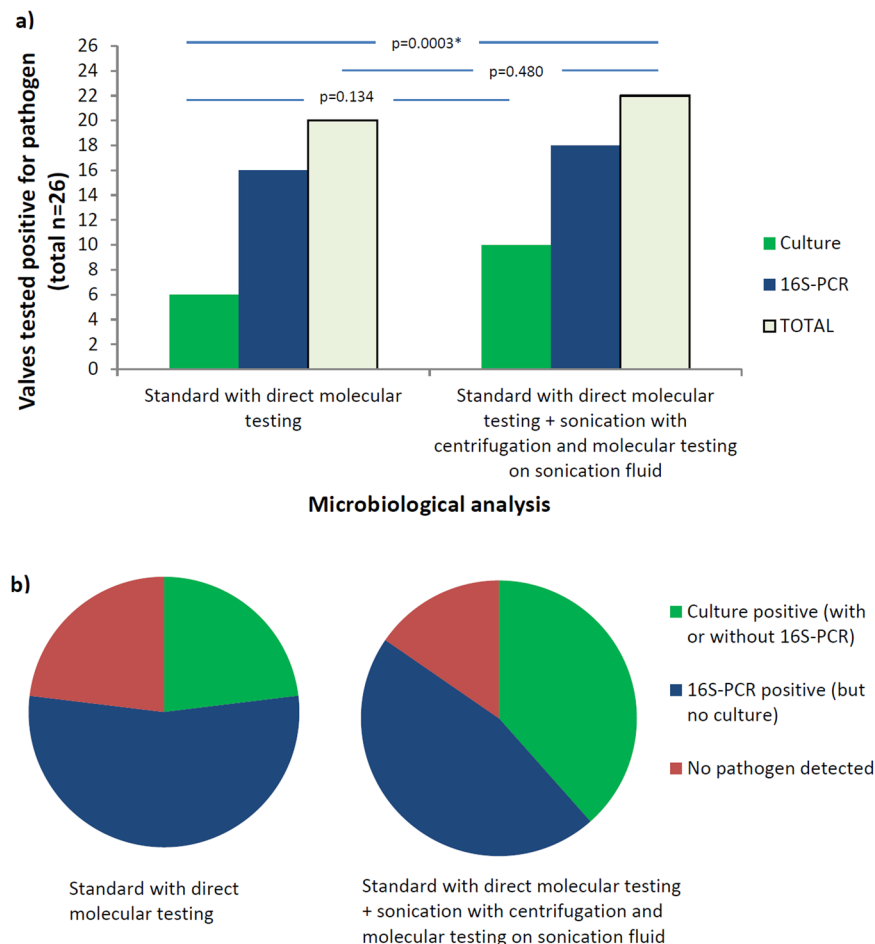 a)
26
24
22
20
18
16
14
12
10
8
6
4
2
0
Valves tested positive for pathogen
(total n=26)
p=0.0003*
p=0.480
p=0.134
Culture
16S-PCR
TOTAL
Standard with direct molecular
testing
Standard with direct molecular
testing + sonication with
centrifugation and molecular testing
on sonication fluid
Microbiological analysis
b)
Culture positive (with
or without 16S-PCR)
16S-PCR positive (but
no culture)
No pathogen detected
Standard with direct
molecular testing
Standard with direct molecular testing
+ sonication with centrifugation and
molecular testing on sonication fluid